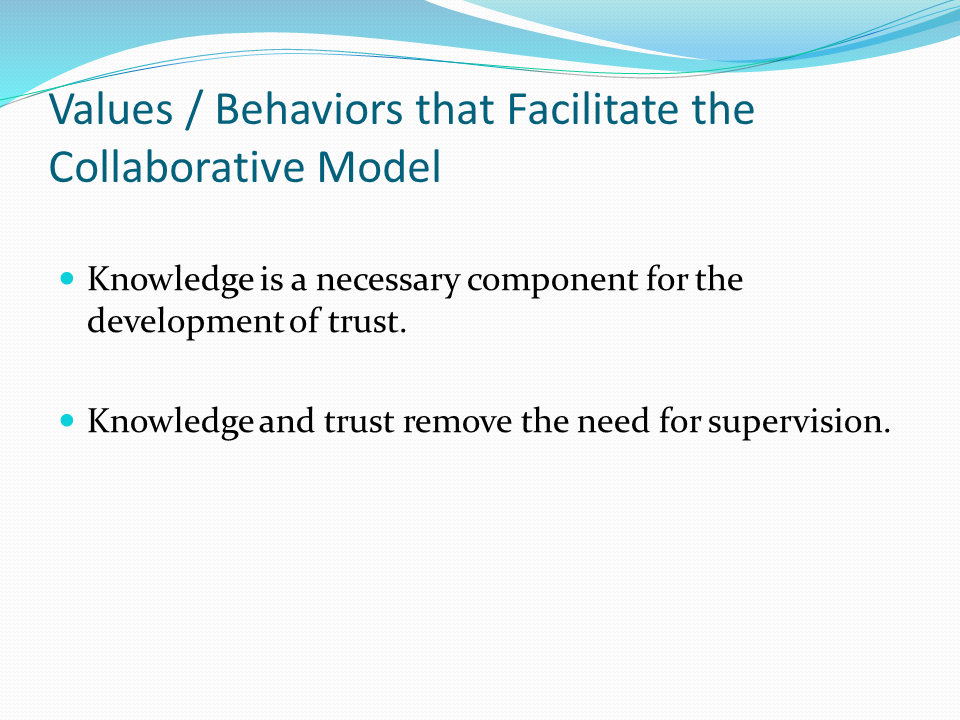 Values / Behaviors that Facilitate the
Collaborative Model
Knowledge is a necessary component for the
development of trust.
Knowledge and trust remove the need for supervision.